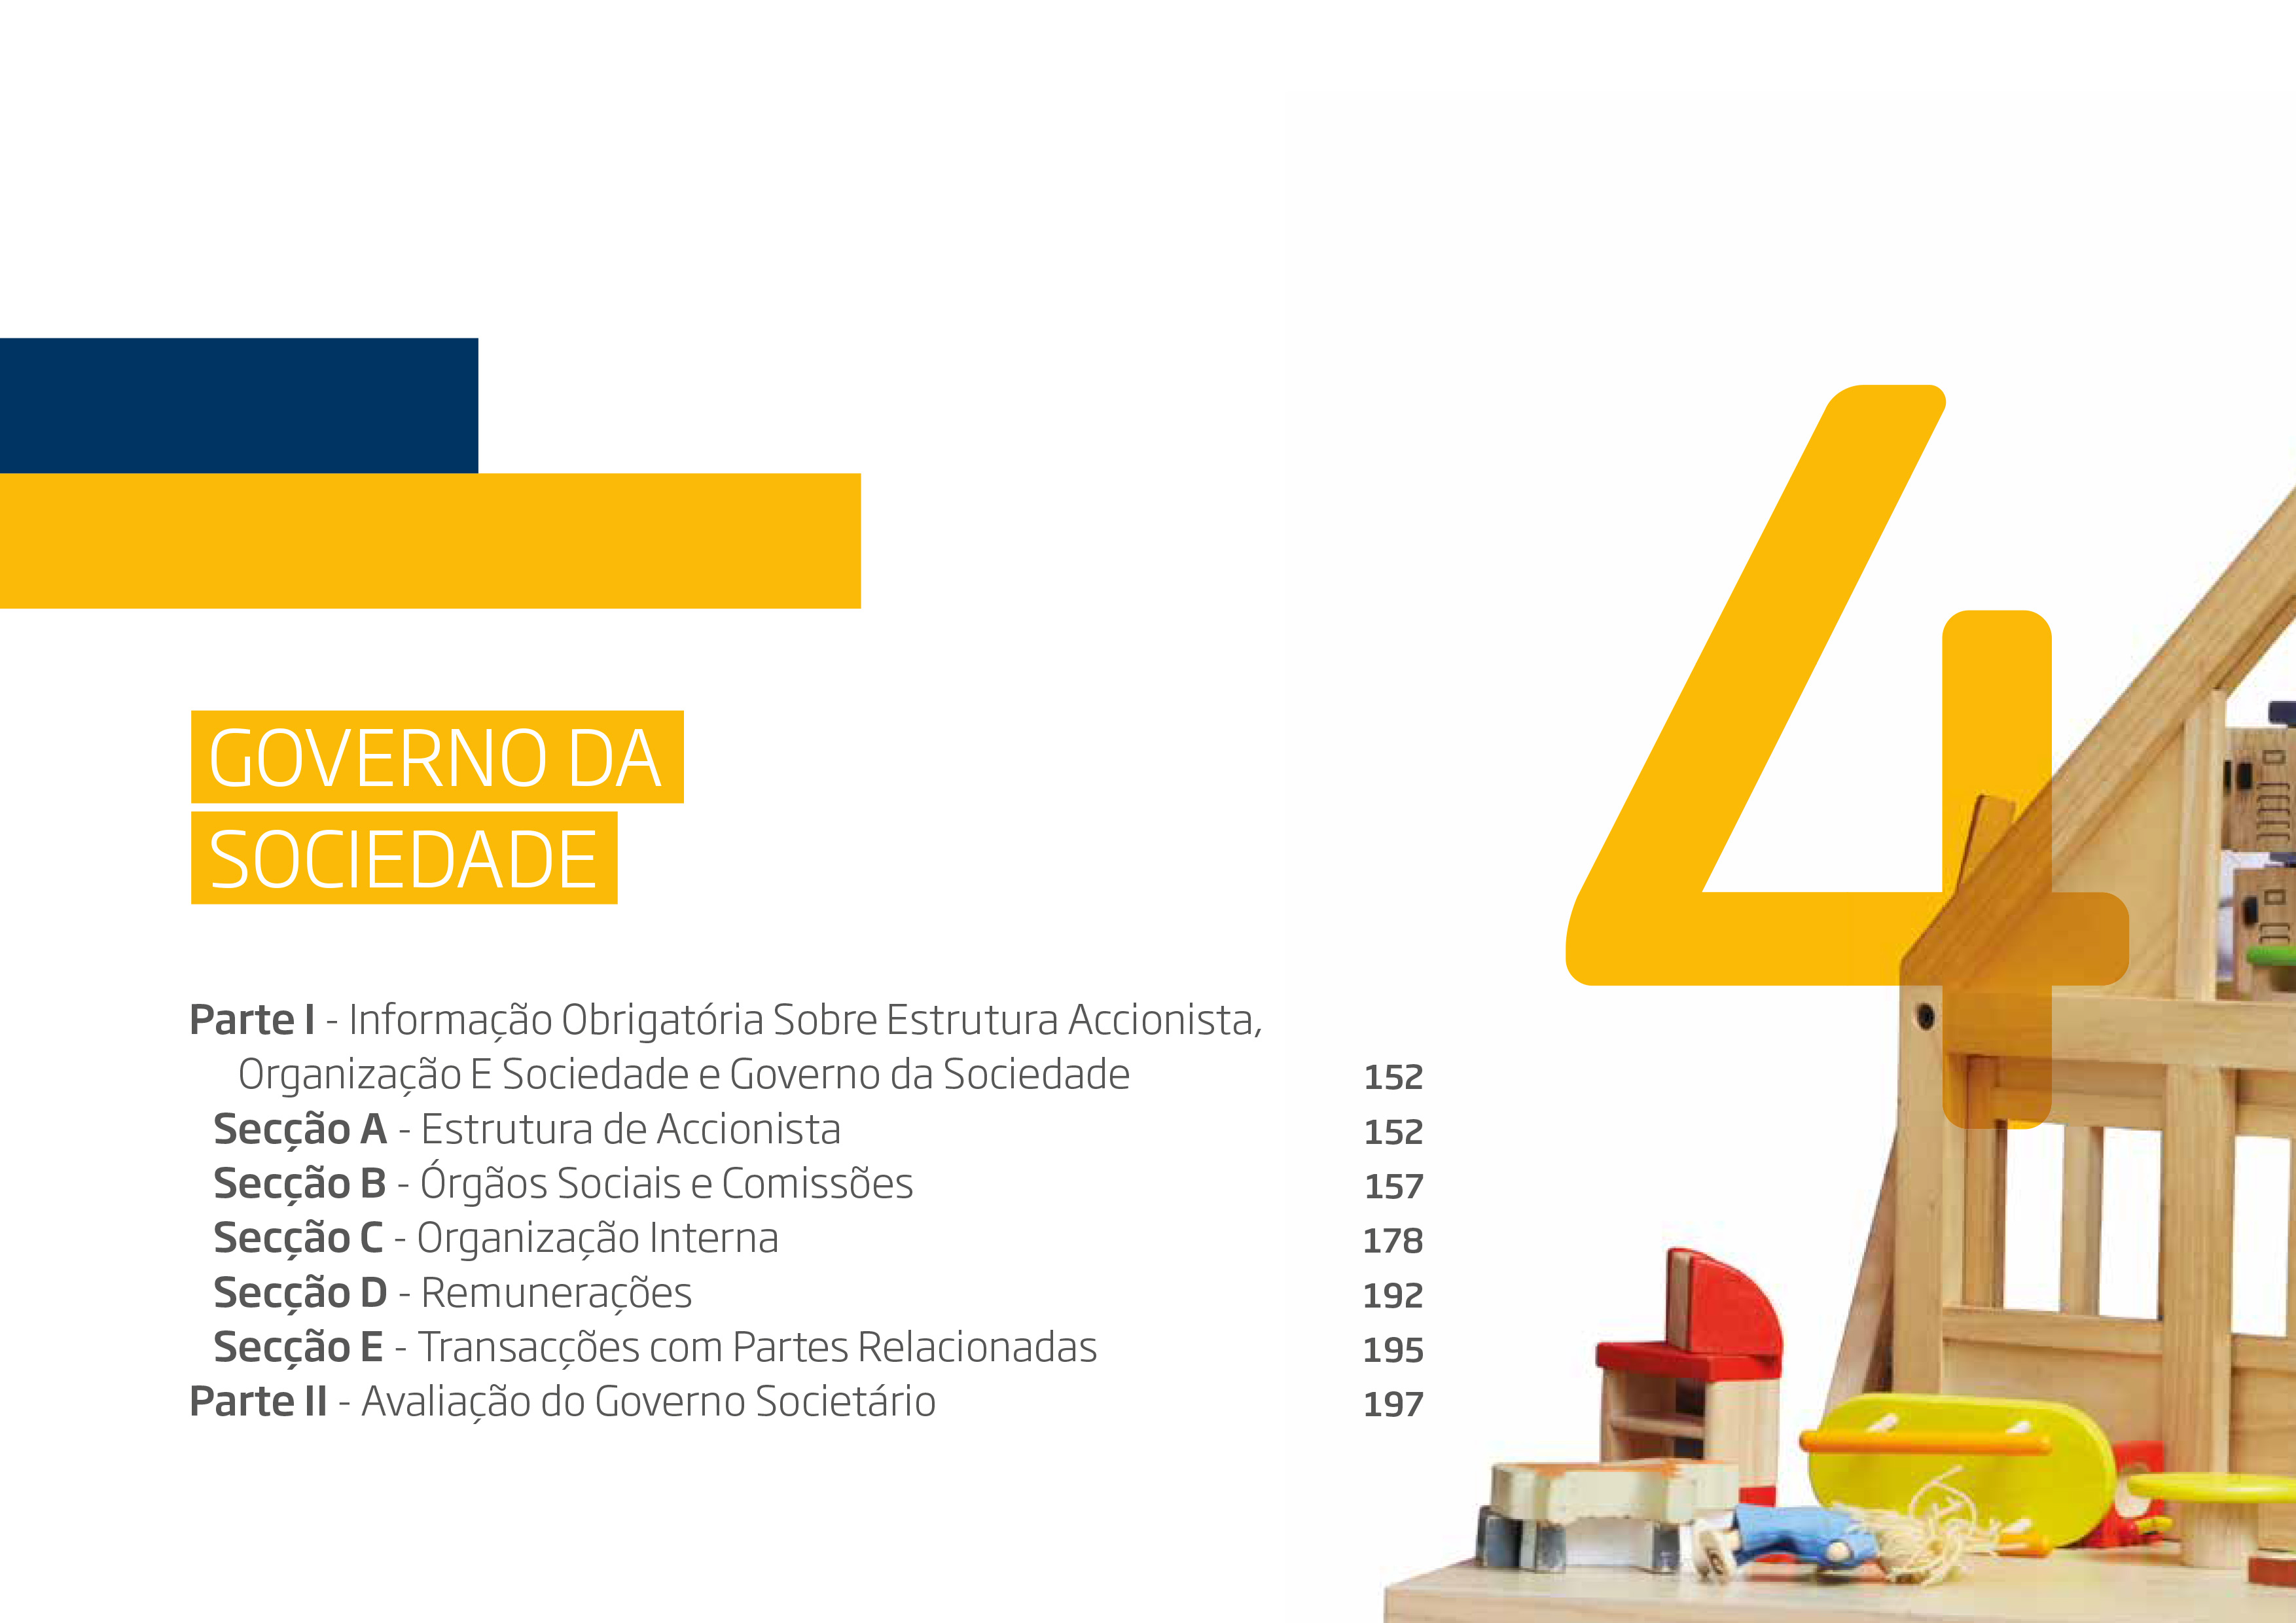 GOVERNO DA
SOCIEDADE
4
Parte I - Informação Obrigatória Sobre Estrutura Accionista,
Organização E Sociedade e Governo da Sociedade 152
Secção A - Estrutura de Accionista 152
Secção B - Órgãos Sociais e Comissões 157
Secção C - Organização Interna 178
Secção D - Remunerações 192
Secção E - Transacções com Partes Relacionadas 195
Parte II - Avaliação do Governo Societário 197